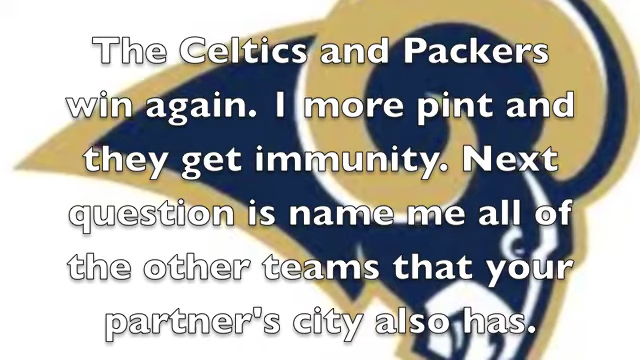 The Celtics and Packers
win again. 1 more pint and
they get immunity. Next
question is name me all of
the other teams that your
partner's city also has.